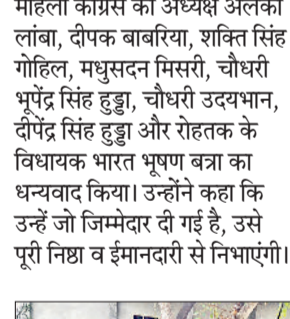 महिला कांग्रेस की अध्यक्ष अलका
लांबा, दीपक बाबरिया, शक्ति सिंह
गोहिल, मधुसदन मिसरी, चौधरी
भूपेंद्र सिंह हुड्डा, चौधरी उदयभान,
दीपेंद्र सिंह हुड्डा और रोहतक के
विधायक भारत भूषण बत्रा का
धन्यवाद किया। उन्होंने कहा कि
उन्हें जो जिम्मेदार दी गई है, उसे
पूरी निष्ठा व ईमानदारी से निभाएंगी।